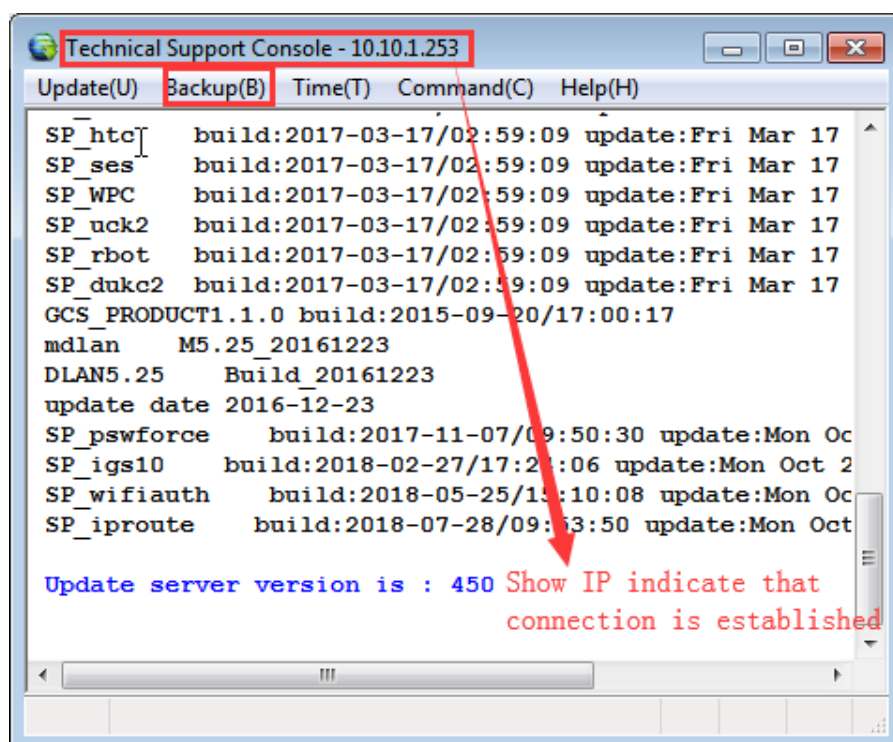 Technical Support Console - 10.10.1.253
Update(U) Backup(B) Time(T) Command(C) Help(H)
SP_htc build:2017-03-17/02:59:09 update:Fri Mar 17
SP_ses build:2017-03-17/02:59:09 update:Fri Mar 17
SP_WPC build:2017-03-17/02:59:09 update:Fri Mar 17
SP_uck2 build:2017-03-17/02:59:09 update:Fri Mar 17
SP_rbot build:2017-03-17/02:59:09 update:Fri Mar 17
SP_dukc2 build:2017-03-17/02:59:09 update:Fri Mar 17
GCS_PRODUCT1.1.0 build:2015-09-20/17:00:17
mdlan M5.25_20161223
DLAN5.25 Build_20161223
update date 2016-12-23
SP_pswforce build:2017-11-07/09:50:30 update:Mon Oc
SP_igs10 build:2018-02-27/17:24:06 update:Mon Oct 2
SP_wifiauth build:2018-05-25/15:10:08 update:Mon Oc
SP_iproute build:2018-07-28/09:53:50 update:Mon Oct
Update server version is : 450
Show IP indicate that
connection is established